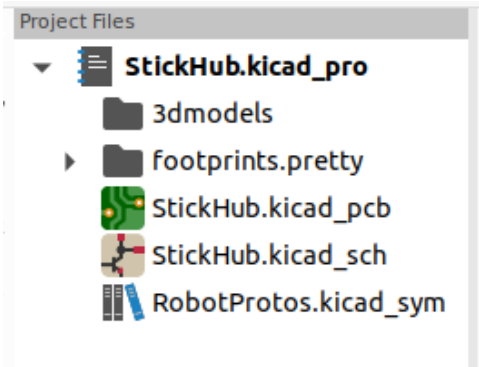 Project Files
StickHub.kicad_pro
3dmodels
footprints.pretty
StickHub.kicad_pcb
StickHub.kicad_sch
RobotProtos.kicad_sym